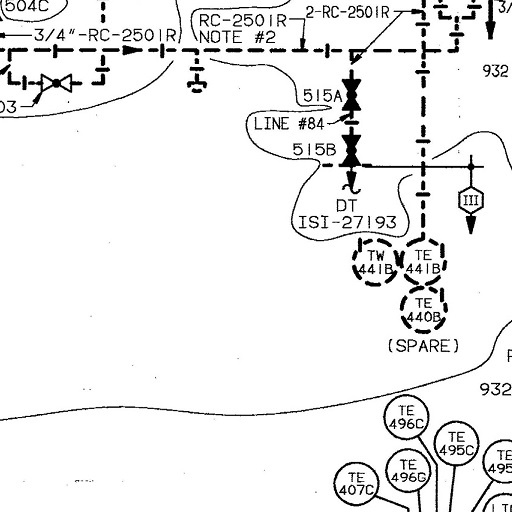 504C
RC-2501R
NOTE #2
2-RC-2501R
3/4"-RC-2501R
3/
932
03
515A
LINE #84
515B
III
DT
ISI-27193
TW
441B
TE
441B
TE
440B
(SPARE)
932
TE
496C
TE
495C
TE
495
TE
496G
TE
407C